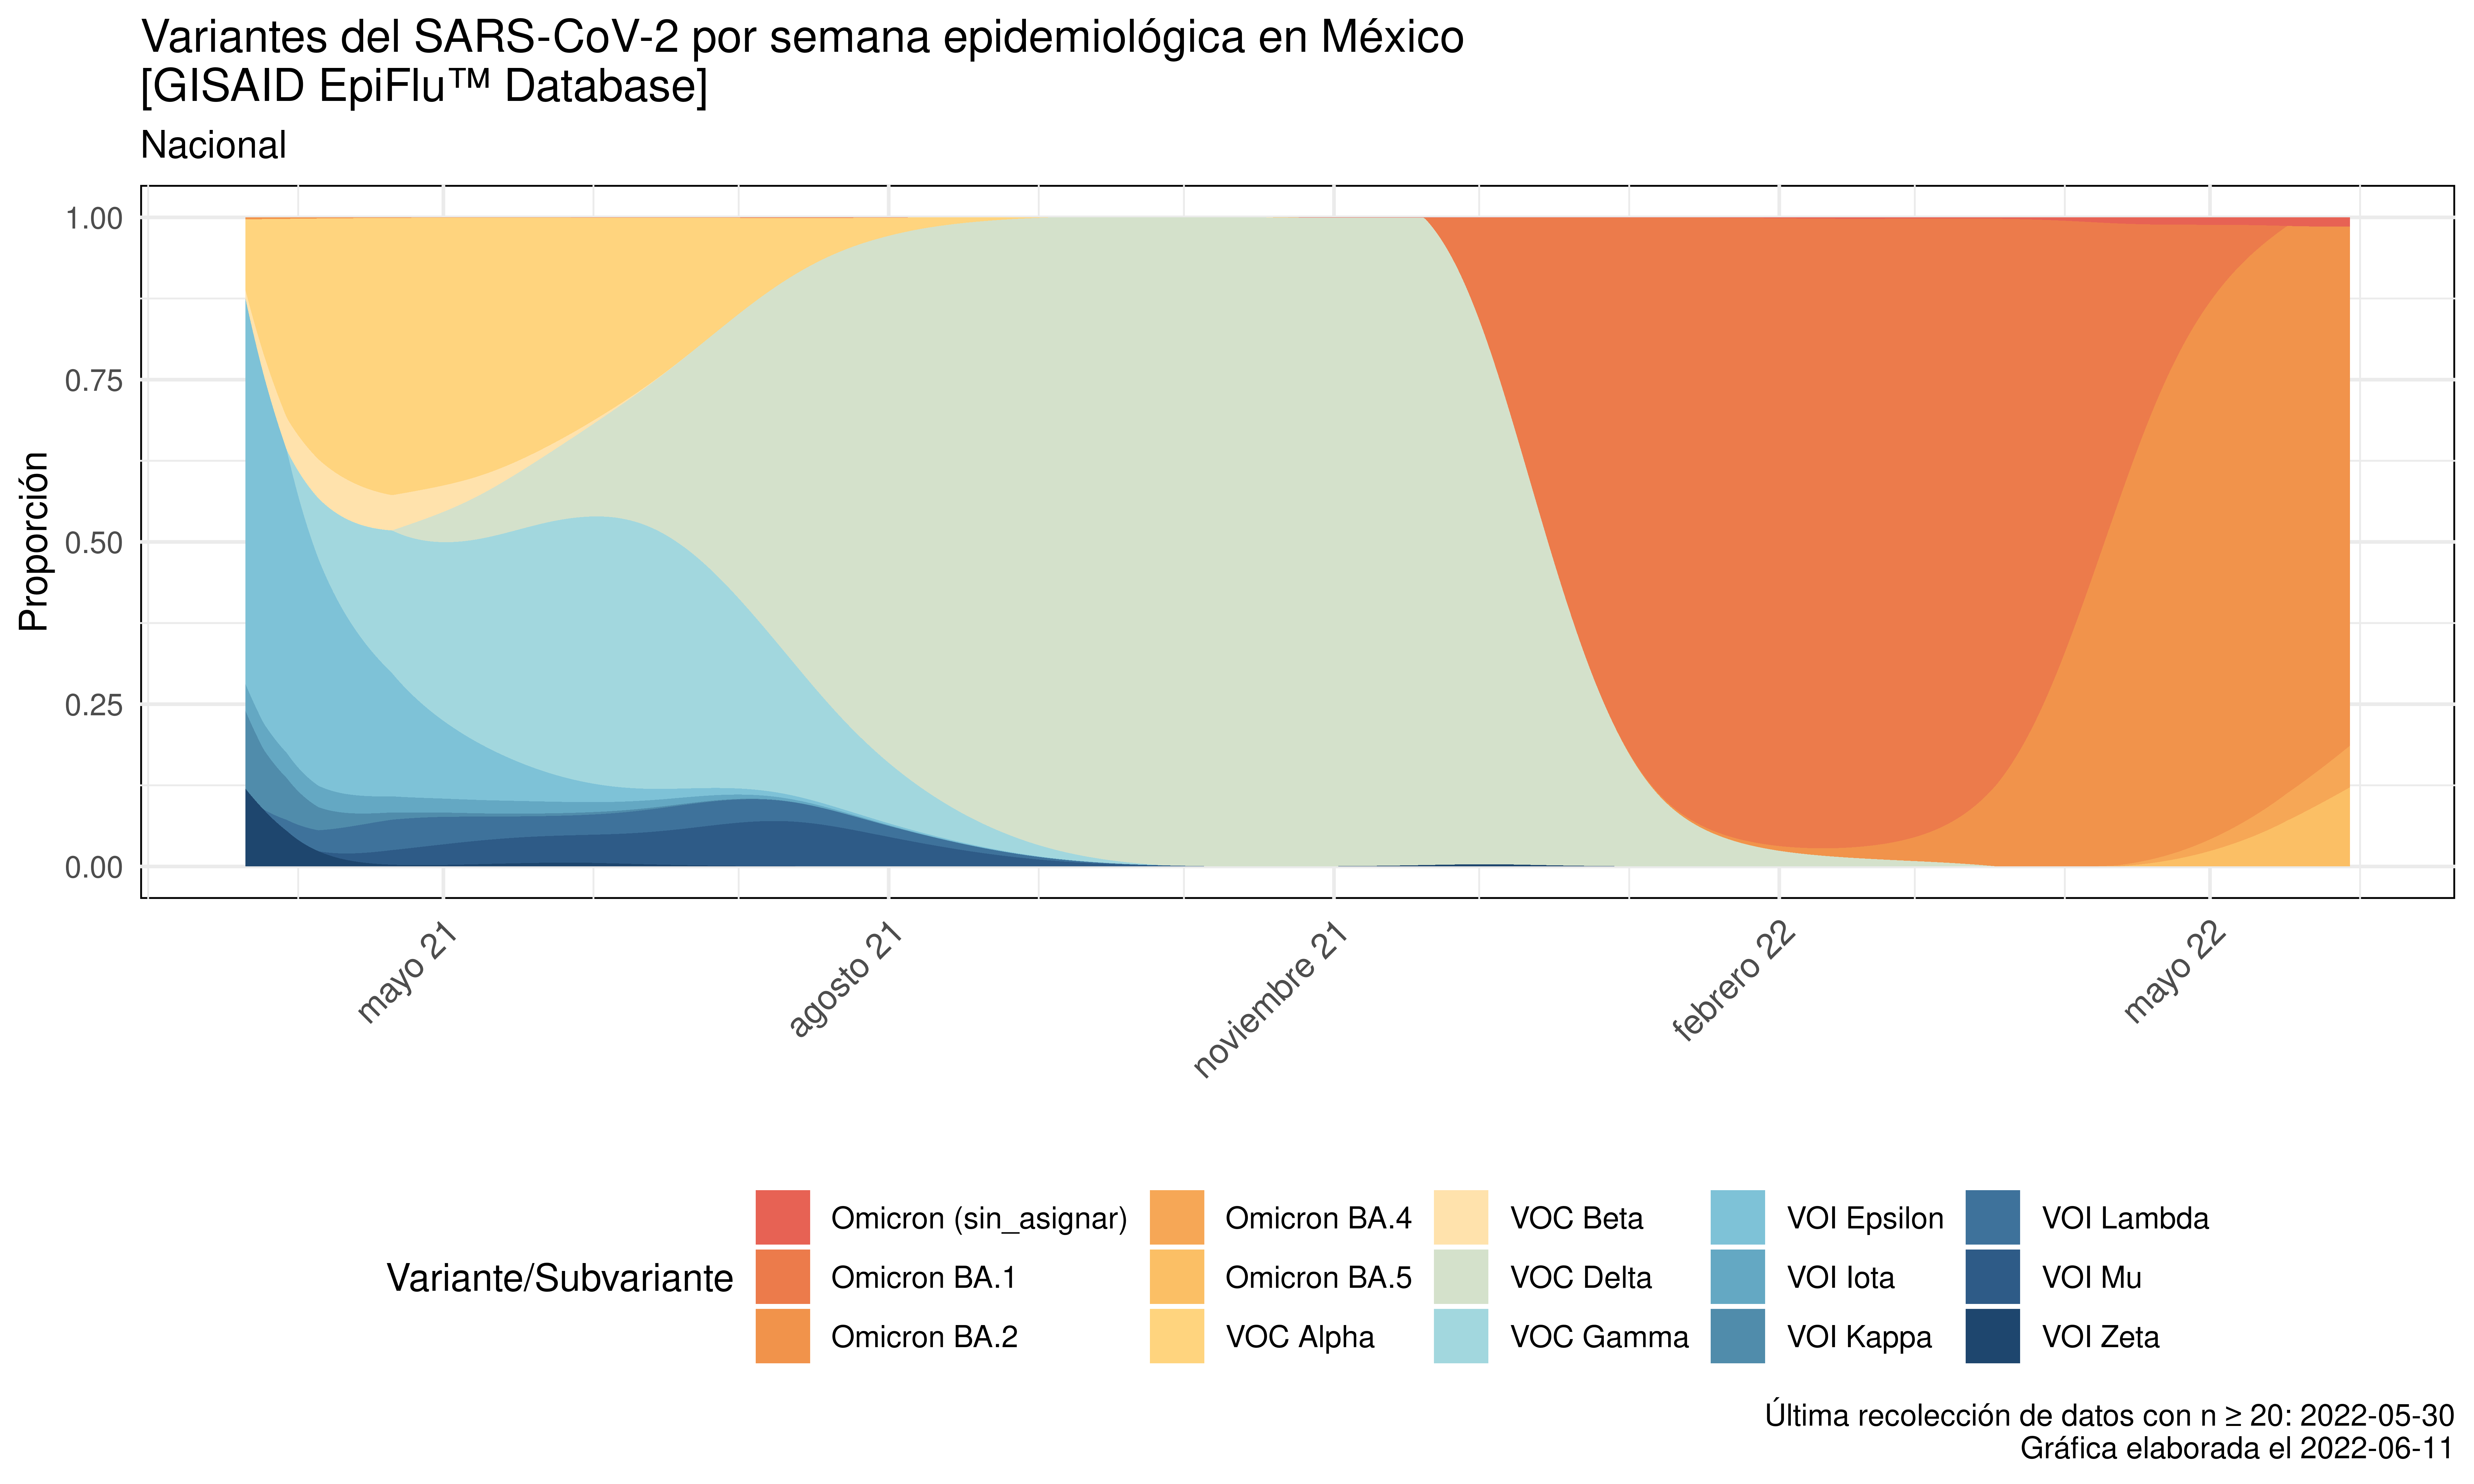 Variantes del SARS-CoV-2 por semana epidemiológica en México
[GISAID EpiFlu™ Database]
Nacional
Proporción
1.00
0.75
0.50
0.25
0.00
mayo 21
agosto 21
noviembre 21
febrero 22
mayo 22
Variante/Subvariante
Omicron (sin_asignar)
Omicron BA.1
Omicron BA.2
Omicron BA.4
Omicron BA.5
VOC Alpha
VOC Beta
VOC Delta
VOC Gamma
VOI Epsilon
VOI Iota
VOI Kappa
VOI Lambda
VOI Mu
VOI Zeta
Última recolección de datos con n ≥ 20: 2022-05-30
Gráfica elaborada el 2022-06-11